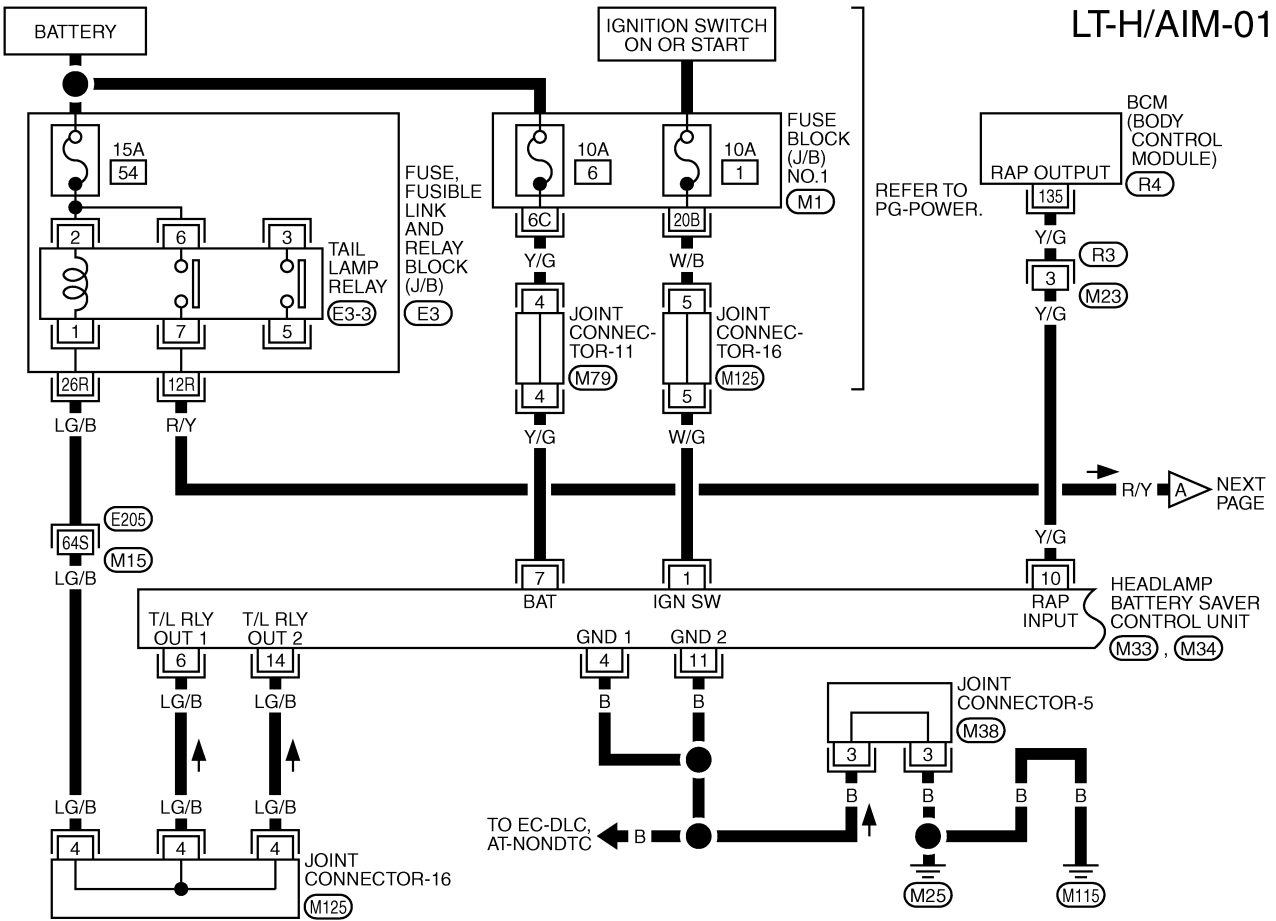 LT-H/AIM-01
BATTERY
IGNITION SWITCH
ON OR START
15A
54
10A
6
10A
1
FUSE
BLOCK
(J/B)
NO.1
M1
REFER TO
PG-POWER.
BCM
(BODY
CONTROL
MODULE)
R4
RAP OUTPUT
135
Y/G
R3
3
M23
Y/G
FUSE,
FUSIBLE
LINK
AND
RELAY
BLOCK
(J/B)
E3
2
6
3
TAIL
LAMP
RELAY
E3-3
1
7
5
26R
12R
LG/B
R/Y
6C
20B
Y/G
W/B
4
5
JOINT
CONNEC-
TOR-11
M79
JOINT
CONNEC-
TOR-16
M125
4
5
Y/G
W/G
R/Y
A
NEXT
PAGE
E205
64S
M15
LG/B
Y/G
7
1
10
BAT
IGN SW
RAP
INPUT
HEADLAMP
BATTERY SAVER
CONTROL UNIT
M33 , M34
T/L RLY
OUT 1
T/L RLY
OUT 2
GND 1
GND 2
6
14
4
11
LG/B
LG/B
B
B
JOINT
CONNECTOR-5
M38
3
3
B
B
B
B
LG/B
LG/B
LG/B
TO EC-DLC,
AT-NONDTC
B
4
4
4
JOINT
CONNECTOR-16
M125
M25
M115